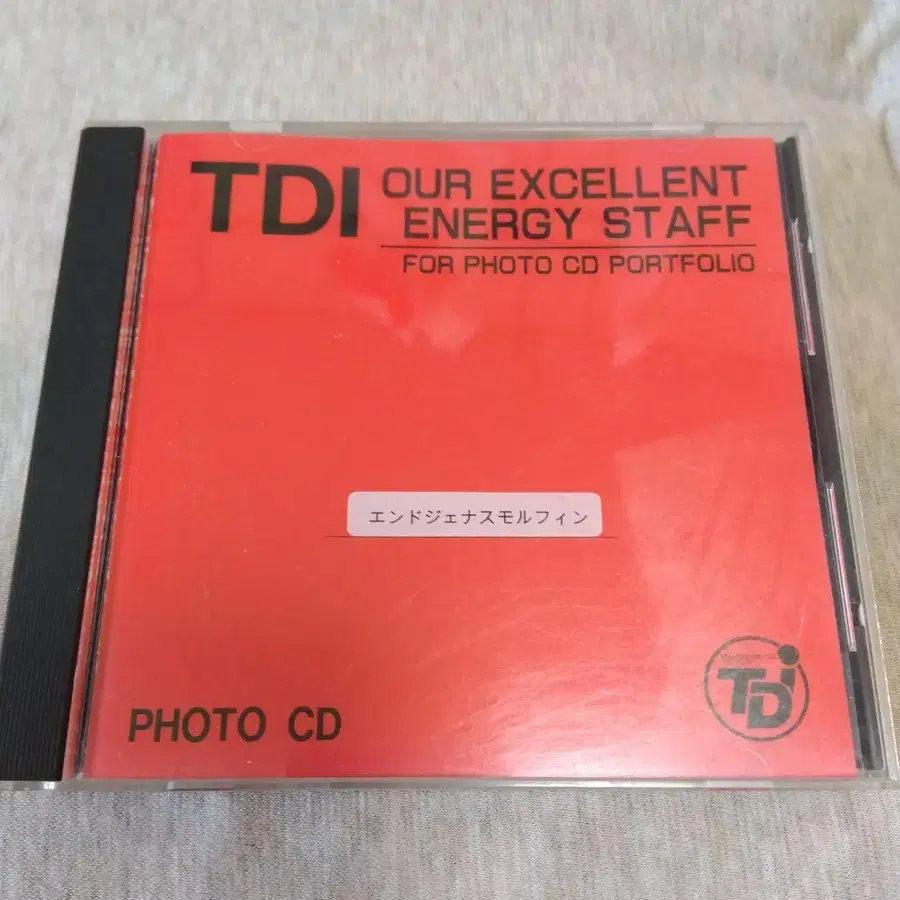 TDI
OUR EXCELLENT
ENERGY STAFF
FOR PHOTO CD PORTFOLIO
エンドジェナスモルフィン
TDi
PHOTO CD